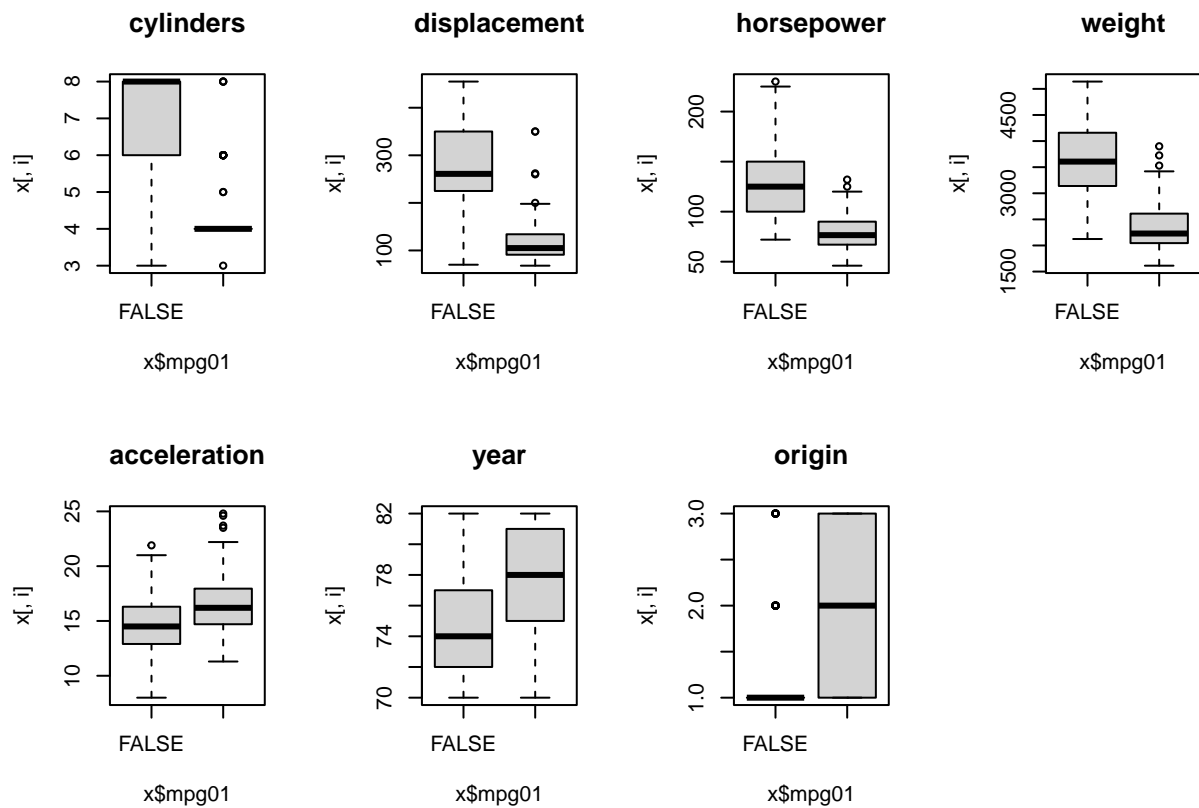 cylinders
x[, i]
8
7
6
5
4
3
FALSE
x$mpg01
displacement
x[, i]
300
100
FALSE
x$mpg01
horsepower
x[, i]
200
100
50
FALSE
x$mpg01
weight
x[, i]
4500
3000
1500
FALSE
x$mpg01
acceleration
x[, i]
25
20
15
10
FALSE
x$mpg01
year
x[, i]
82
78
74
70
FALSE
x$mpg01
origin
x[, i]
3.0
2.0
1.0
FALSE
x$mpg01